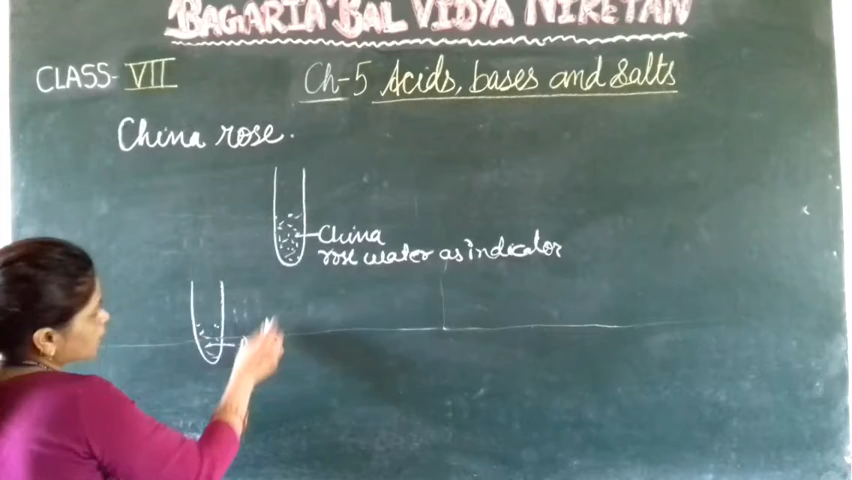 BAGARIA BAL VIDYA NIKETAN
CLASS- VII
Ch-5 Acids, bases and salts
China rose.
China
rose water as indicator